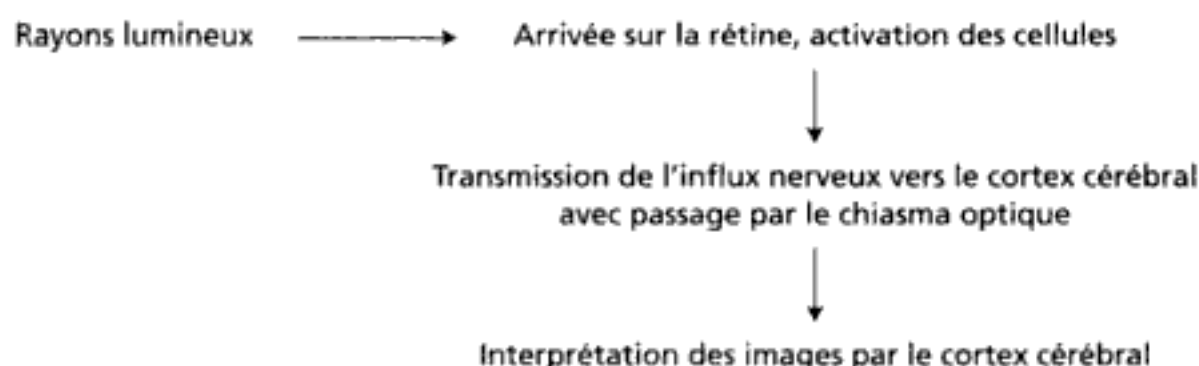 Rayons lumineux
Arrivée sur la rétine, activation des cellules
Transmission de l'influx nerveux vers le cortex cérébral
avec passage par le chiasma optique
Interprétation des images par le cortex cérébral